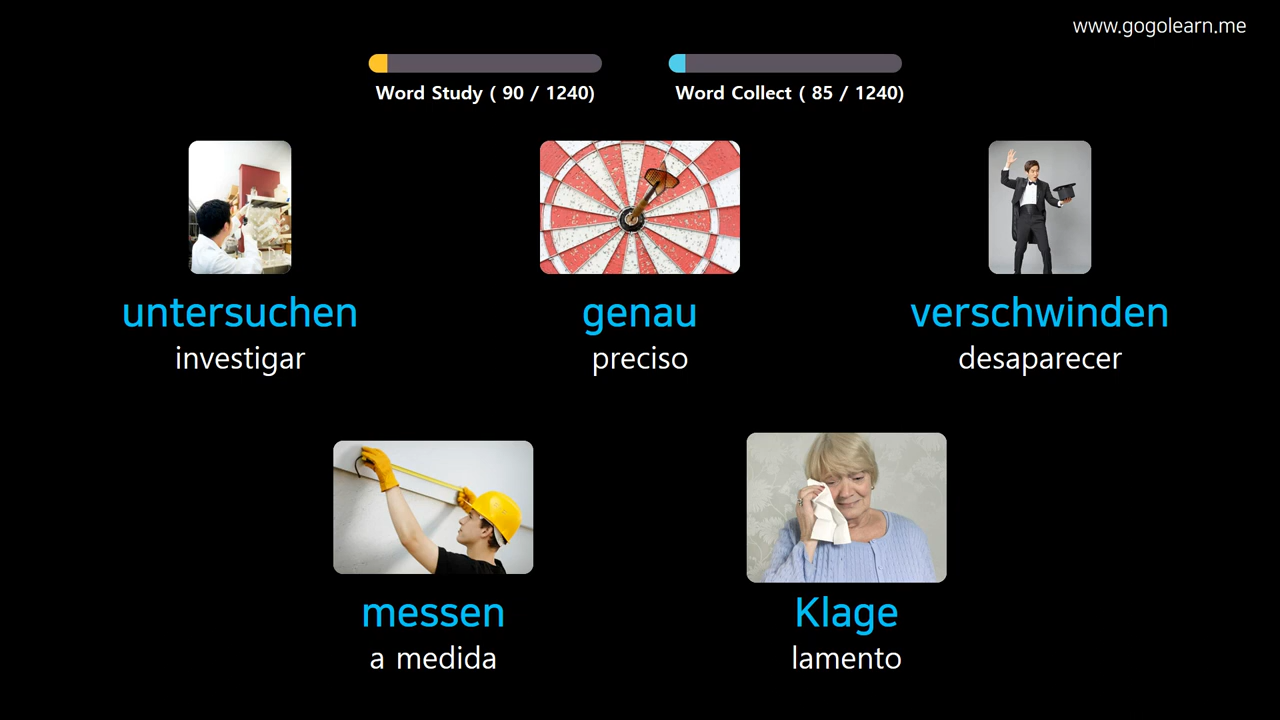 www.gogolearn.me
Word Study ( 90 / 1240)
Word Collect ( 85 / 1240)
untersuchen
investigar
genau
preciso
verschwinden
desaparecer
messen
a medida
Klage
lamento